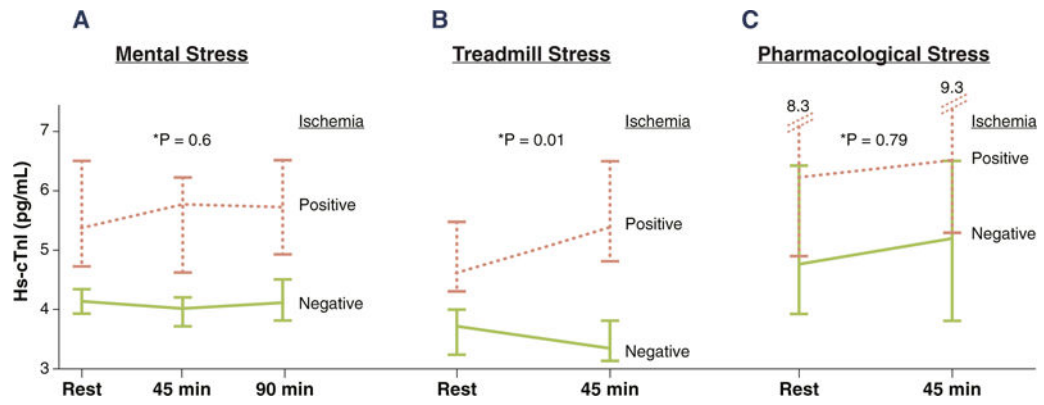 A
Mental Stress
B
Treadmill Stress
C
Pharmacological Stress
Hs-cTnI (pg/mL)
7
6
5
4
3
*P = 0.6
Ischemia
Positive
Negative
Rest
45 min
90 min
*P = 0.01
Ischemia
Positive
Negative
Rest
45 min
8.3
9.3
*P = 0.79
Ischemia
Positive
Negative
Rest
45 min